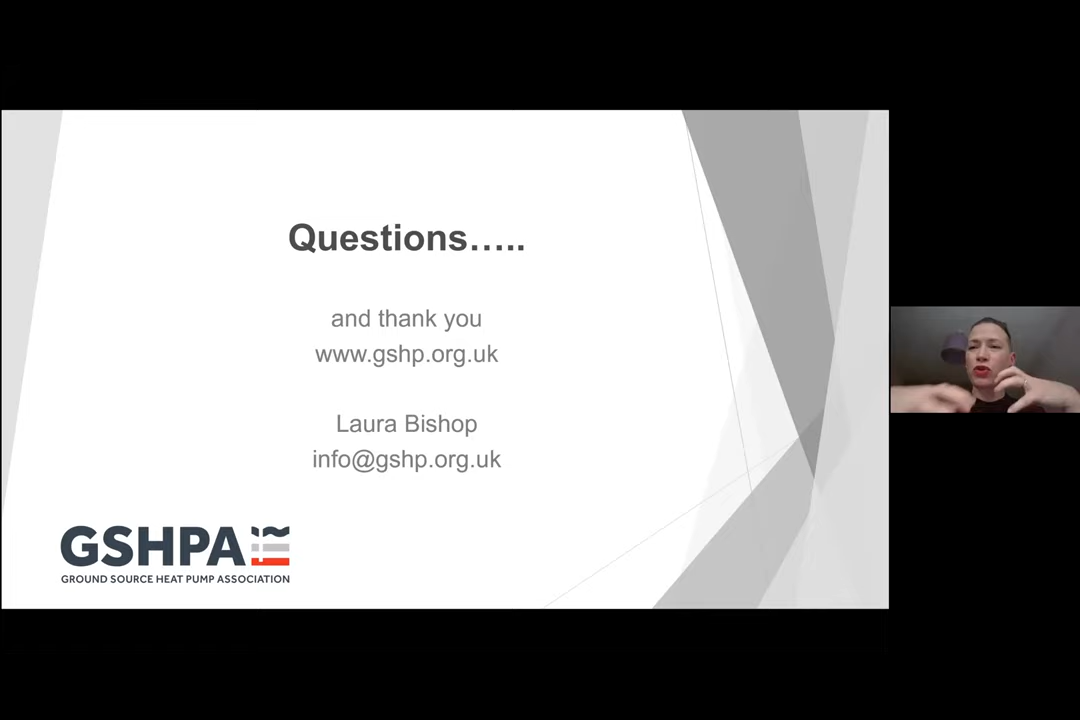 Questions.....
and thank you
www.gshp.org.uk
Laura Bishop
info@gshp.org.uk
GSHPA
GROUND SOURCE HEAT PUMP ASSOCIATION